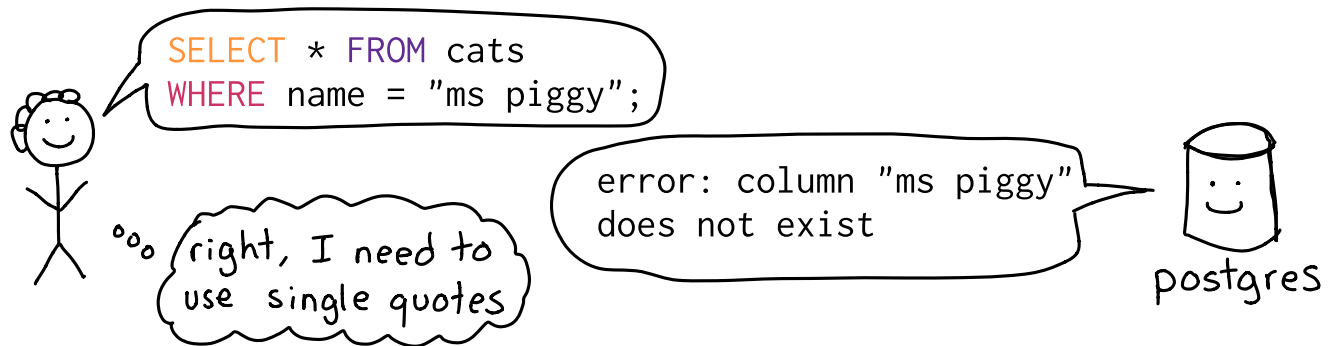 SELECT * FROM cats
WHERE name = "ms piggy";
error: column "ms piggy"
does not exist
right, I need to
use single quotes
postgres